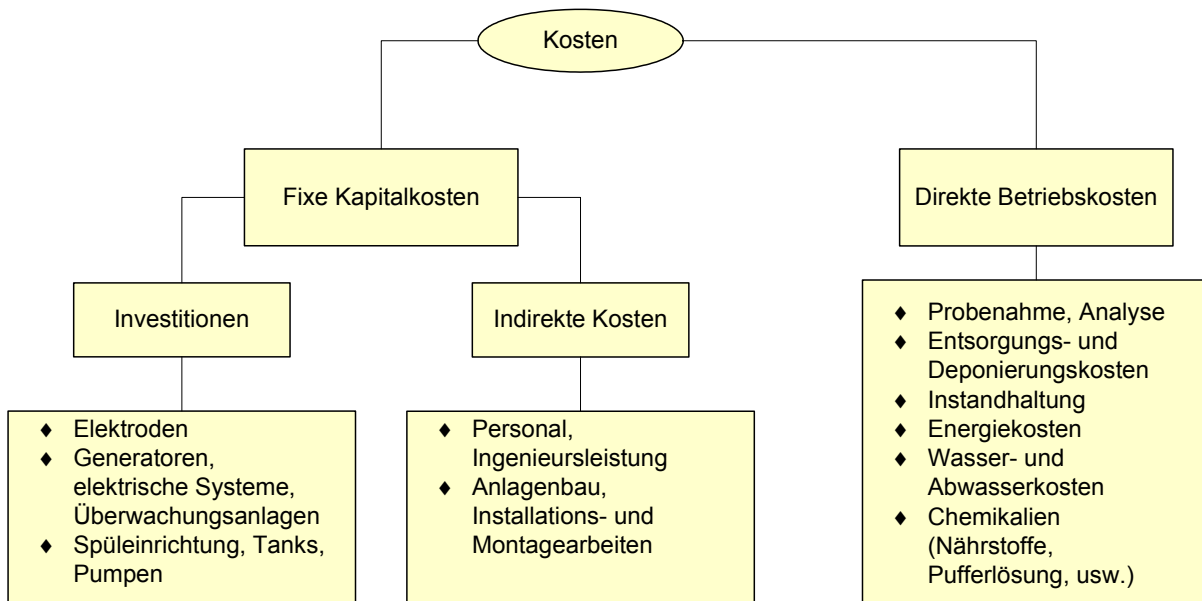 Kosten
Fixe Kapitalkosten
Direkte Betriebskosten
Investitionen
Indirekte Kosten
♦ Elektroden
♦ Generatoren,
elektrische Systeme,
Überwachungsanlagen
♦ Spüleinrichtung, Tanks,
Pumpen
♦ Personal,
Ingenieursleistung
♦ Anlagenbau,
Installations- und
Montagearbeiten
♦ Probenahme, Analyse
♦ Entsorgungs- und
Deponierungskosten
♦ Instandhaltung
♦ Energiekosten
♦ Wasser- und
Abwasserkosten
♦ Chemikalien
(Nährstoffe,
Pufferlösung, usw.)